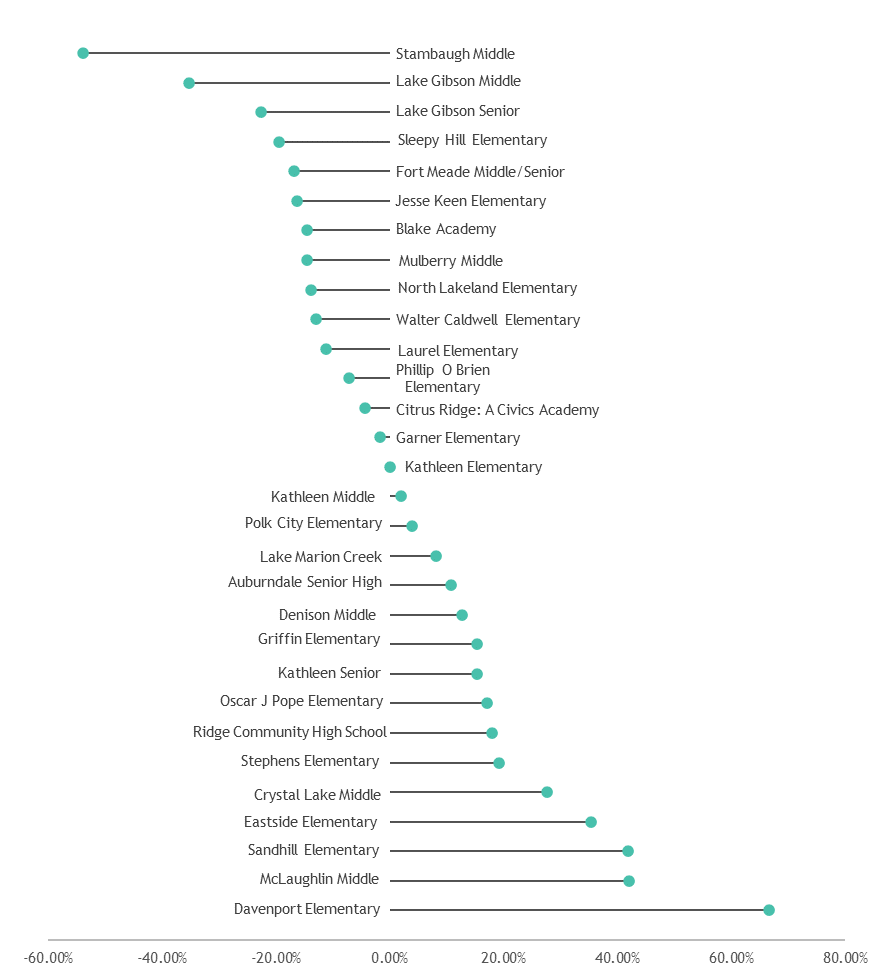 Stambaugh Middle
Lake Gibson Middle
Lake Gibson Senior
Sleepy Hill Elementary
Fort Meade Middle/Senior
Jesse Keen Elementary
Blake Academy
Mulberry Middle
North Lakeland Elementary
Walter Caldwell Elementary
Laurel Elementary
Phillip O Brien
Elementary
Citrus Ridge: A Civics Academy
Garner Elementary
Kathleen Elementary
Kathleen Middle
Polk City Elementary
Lake Marion Creek
Auburndale Senior High
Denison Middle
Griffin Elementary
Kathleen Senior
Oscar J Pope Elementary
Ridge Community High School
Stephens Elementary
Crystal Lake Middle
Eastside Elementary
Sandhill Elementary
McLaughlin Middle
Davenport Elementary
-60.00% -40.00% -20.00% 0.00% 20.00% 40.00% 60.00% 80.00%